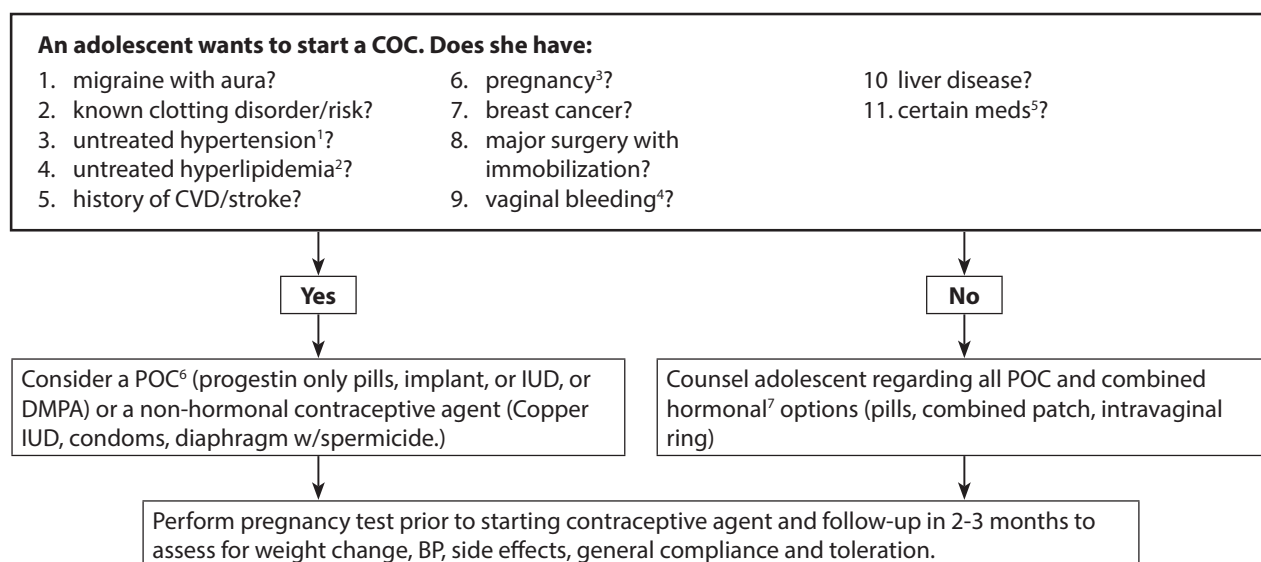 An adolescent wants to start a COC. Does she have:
1. migraine with aura?
2. known clotting disorder/risk?
3. untreated hypertension¹?
4. untreated hyperlipidemia²?
5. history of CVD/stroke?
6. pregnancy³?
7. breast cancer?
8. major surgery with
immobilization?
9. vaginal bleeding⁴?
10 liver disease?
11. certain meds⁵?
Yes
No
Consider a POC⁶ (progestin only pills, implant, or IUD, or
DMPA) or a non-hormonal contraceptive agent (Copper
IUD, condoms, diaphragm w/spermicide.)
Counsel adolescent regarding all POC and combined
hormonal⁷ options (pills, combined patch, intravaginal
ring)
Perform pregnancy test prior to starting contraceptive agent and follow-up in 2-3 months to
assess for weight change, BP, side effects, general compliance and toleration.